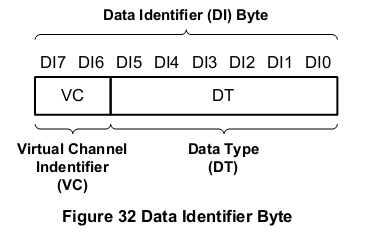 Data Identifier (DI) Byte
DI7 DI6 DI5 DI4 DI3 DI2 DI1 DI0
VC DT
Virtual Channel
Indentifier
(VC)
Data Type
(DT)
Figure 32 Data Identifier Byte